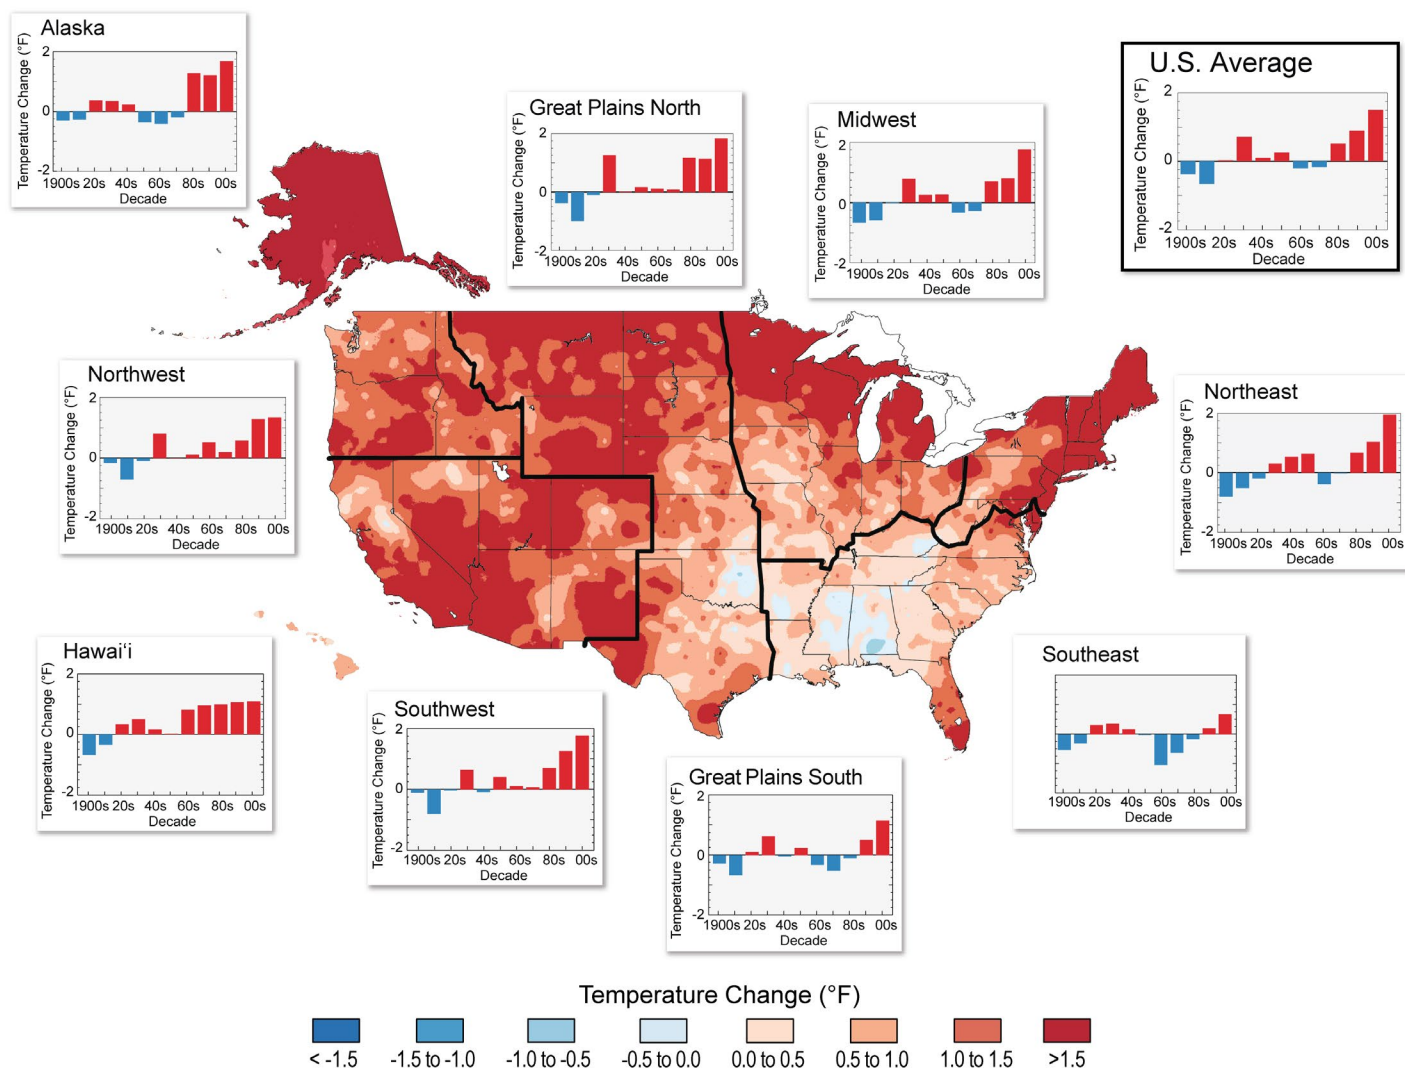 Alaska
Temperature Change (°F)
2
0
-2
1900s 20s 40s 60s 80s 00s
Decade
Great Plains North
Temperature Change (°F)
2
0
-2
1900s 20s 40s 60s 80s 00s
Decade
Midwest
Temperature Change (°F)
2
0
-2
1900s 20s 40s 60s 80s 00s
Decade
U.S. Average
Temperature Change (°F)
2
0
-2
1900s 20s 40s 60s 80s 00s
Decade
Northwest
Temperature Change (°F)
2
0
-2
1900s 20s 40s 60s 80s 00s
Decade
Northeast
Temperature Change (°F)
2
0
-2
1900s 20s 40s 60s 80s 00s
Decade
Hawai‘i
Temperature Change (°F)
2
0
-2
1900s 20s 40s 60s 80s 00s
Decade
Southwest
Temperature Change (°F)
2
0
-2
1900s 20s 40s 60s 80s 00s
Decade
Great Plains South
Temperature Change (°F)
2
0
-2
1900s 20s 40s 60s 80s 00s
Decade
Southeast
1900s 20s 40s 60s 80s 00s
Decade
Temperature Change (°F)
< -1.5 -1.5 to -1.0 -1.0 to -0.5 -0.5 to 0.0 0.0 to 0.5 0.5 to 1.0 1.0 to 1.5 >1.5